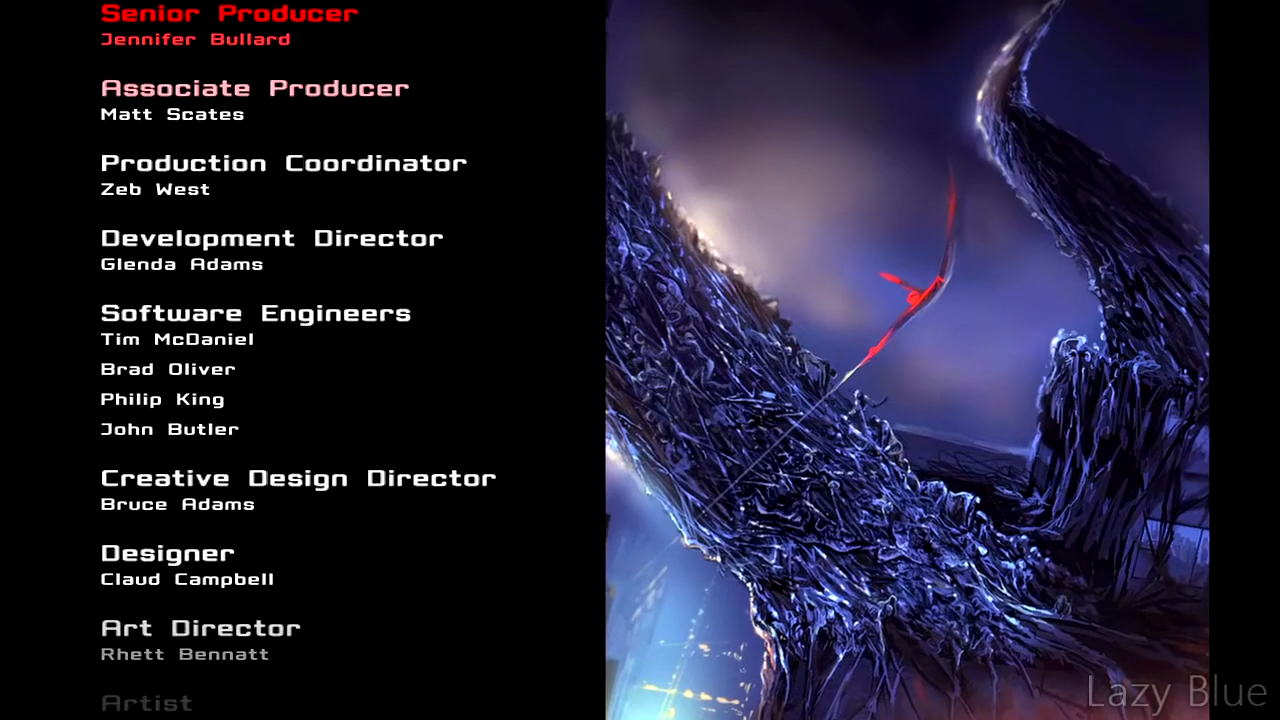 Senior Producer
Jennifer Bullard
Associate Producer
Matt Scates
Production Coordinator
Zeb West
Development Director
Glenda Adams
Software Engineers
Tim McDaniel
Brad Oliver
Philip King
John Butler
Creative Design Director
Bruce Adams
Designer
Claud Campbell
Art Director
Rhett Bennatt
Artist
Lazy Blue